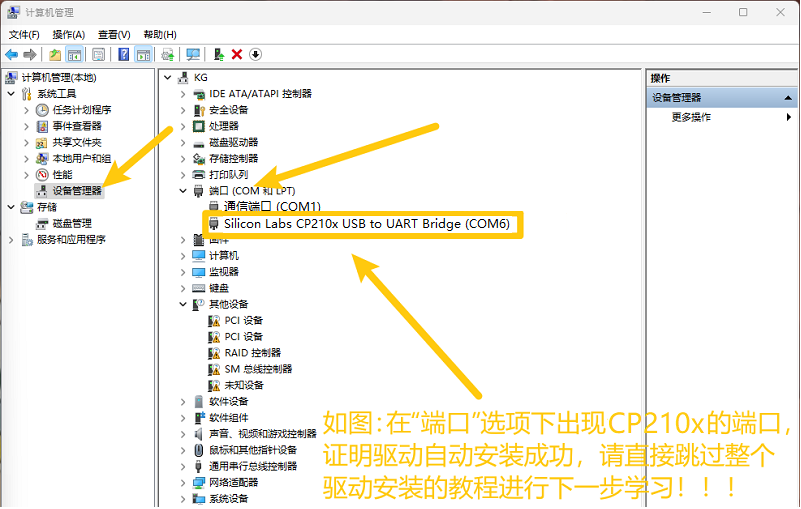 计算机管理
文件(F) 操作(A) 查看(V) 帮助(H)
计算机管理(本地)
系统工具
任务计划程序
事件查看器
共享文件夹
本地用户和组
性能
设备管理器
存储
磁盘管理
服务和应用程序
KG
IDE ATA/ATAPI 控制器
安全设备
处理器
磁盘驱动器
存储控制器
打印队列
端口 (COM 和 LPT)
通信端口 (COM1)
Silicon Labs CP210x USB to UART Bridge (COM6)
固件
计算机
监视器
键盘
其他设备
PCI 设备
PCI 设备
RAID 控制器
SM 总线控制器
未知设备
软件设备
软件组件
声音、视频和游戏控制器
鼠标和其他指针设备
通用串行总线控制器
网络适配器
系统设备
操作
设备管理器
更多操作
如图:在“端口”选项下出现CP210x的端口，
证明驱动自动安装成功，请直接跳过整个
驱动安装的教程进行下一步学习！！！